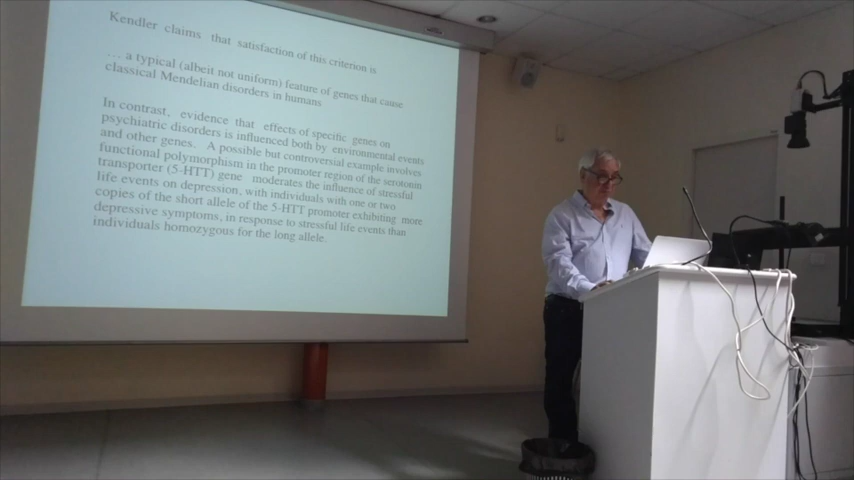 Kendler claims that satisfaction of this criterion is
… a typical (albeit not uniform) feature of genes that cause
classical Mendelian disorders in humans
In contrast, evidence that effects of specific genes on
psychiatric disorders is influenced both by environmental events
and other genes. A possible but controversial example involves
functional polymorphism in the promoter region of the serotonin
transporter (5-HTT) gene moderates the influence of stressful
life events on depression, with individuals with one or two
copies of the short allele of the 5-HTT promoter exhibiting more
depressive symptoms, in response to stressful life events than
individuals homozygous for the long allele.